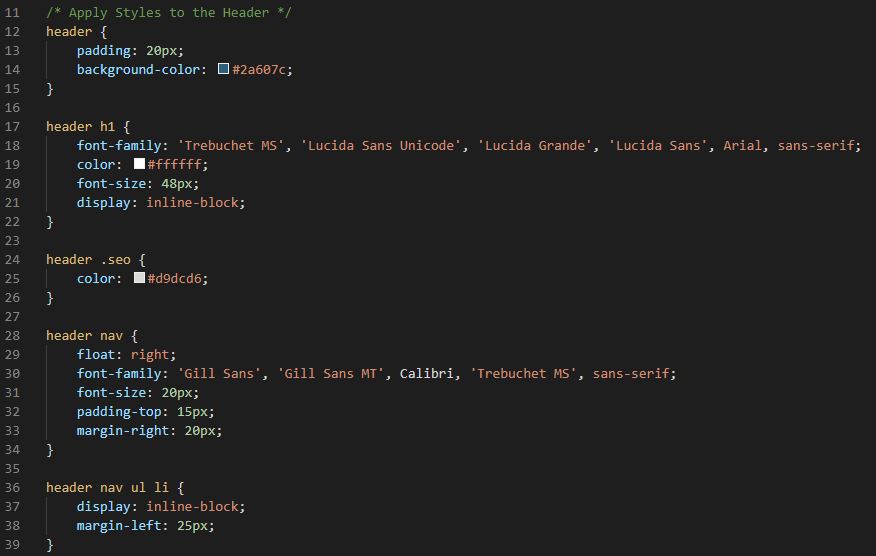 11 /* Apply Styles to the Header */
12 header {
13     padding: 20px;
14     background-color: #2a607c;
15 }
16
17 header h1 {
18     font-family: 'Trebuchet MS', 'Lucida Sans Unicode', 'Lucida Grande', 'Lucida Sans', Arial, sans-serif;
19     color: #ffffff;
20     font-size: 48px;
21     display: inline-block;
22 }
23
24 header .seo {
25     color: #d9dcd6;
26 }
27
28 header nav {
29     float: right;
30     font-family: 'Gill Sans', 'Gill Sans MT', Calibri, 'Trebuchet MS', sans-serif;
31     font-size: 20px;
32     padding-top: 15px;
33     margin-right: 20px;
34 }
35
36 header nav ul li {
37     display: inline-block;
38     margin-left: 25px;
39 }